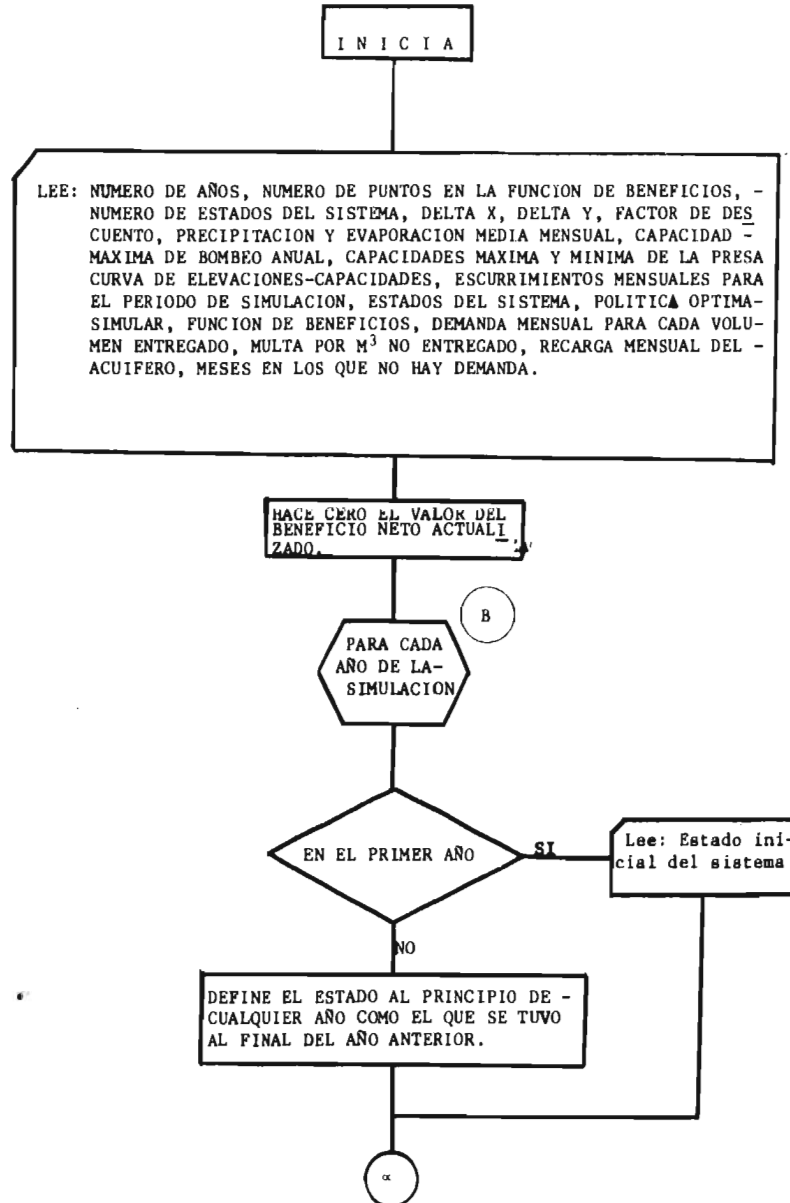 I N I C I A
LEE: NUMERO DE AÑOS, NUMERO DE PUNTOS EN LA FUNCION DE BENEFICIOS, -
NUMERO DE ESTADOS DEL SISTEMA, DELTA X, DELTA Y, FACTOR DE DES
CUENTO, PRECIPITACION Y EVAPORACION MEDIA MENSUAL, CAPACIDAD -
MAXIMA DE BOMBEO ANUAL, CAPACIDADES MAXIMA Y MINIMA DE LA PRESA
CURVA DE ELEVACIONES-CAPACIDADES, ESCURRIMIENTOS MENSUALES PARA
EL PERIODO DE SIMULACION, ESTADOS DEL SISTEMA, POLITICA OPTIMA-
SIMULAR, FUNCION DE BENEFICIOS, DEMANDA MENSUAL PARA CADA VOLU-
MEN ENTREGADO, MULTA POR M³ NO ENTREGADO, RECARGA MENSUAL DEL -
ACUIFERO, MESES EN LOS QUE NO HAY DEMANDA.
HACE CERO EL VALOR DEL
BENEFICIO NETO ACTUALI
ZADO.
B
PARA CADA
AÑO DE LA-
SIMULACION
EN EL PRIMER AÑO
SI
Lee: Estado ini-
cial del sistema
NO
DEFINE EL ESTADO AL PRINCIPIO DE -
CUALQUIER AÑO COMO EL QUE SE TUVO
AL FINAL DEL AÑO ANTERIOR.
∝